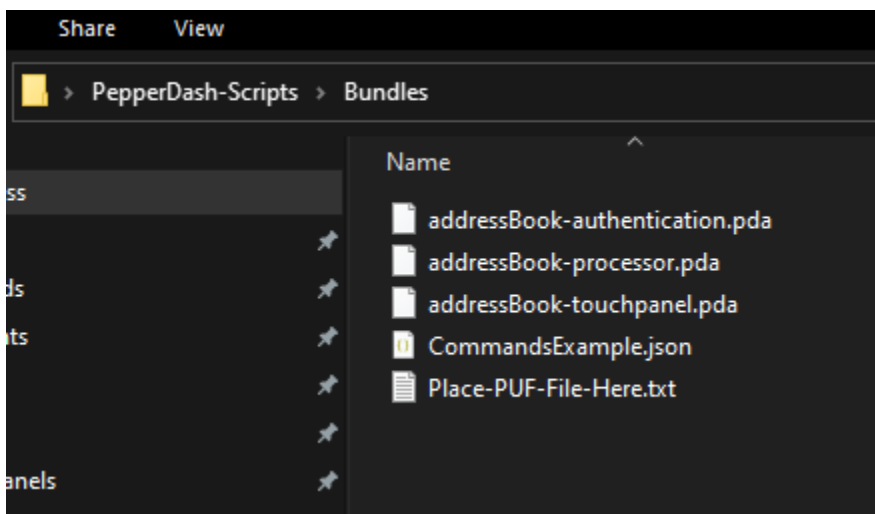 Share View
PepperDash-Scripts > Bundles
Name
ss
addressBook-authentication.pda
addressBook-processor.pda
ds
addressBook-touchpanel.pda
nts
CommandsExample.json
Place-PUF-File-Here.txt
anels